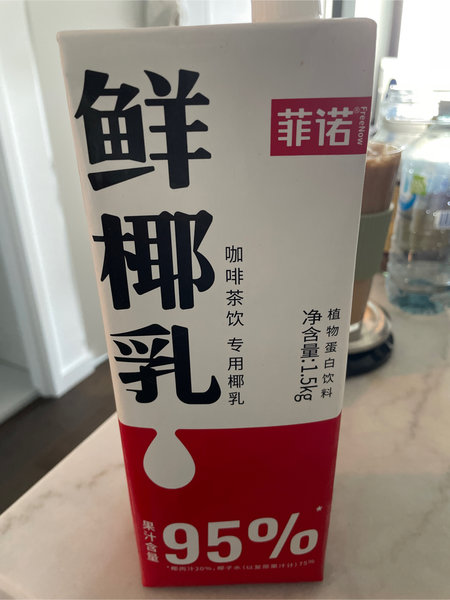 鲜椰乳
菲诺®
FreeNow
咖啡茶饮 专用椰乳
植物蛋白饮料
净含量:1.5kg
果汁含量
95%*
*椰肉汁20%,椰子水(以复原果汁计)75%